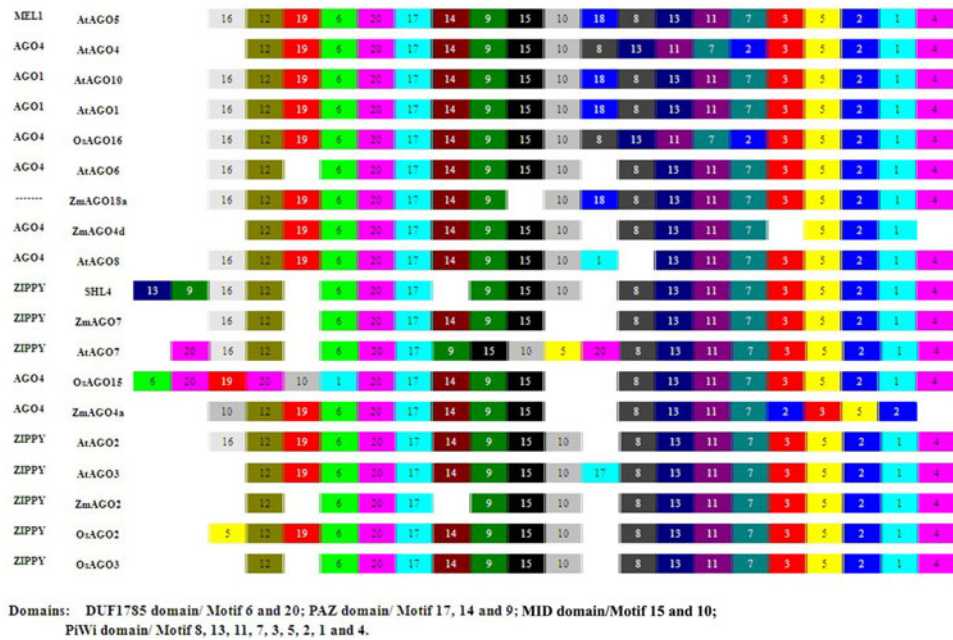 MEL1 AtAGO5 16 12 19 6 20 17 14 9 15 10 18 8 13 11 7 3 5 2 1 4
AGO4 AtAGO4 12 19 6 20 17 14 9 15 10 8 13 11 7 2 3 5 2 1 4
AGO1 AtAGO10 16 12 19 6 20 17 14 9 15 10 18 8 13 11 7 3 5 2 1 4
AGO1 AtAGO1 16 12 19 6 20 17 14 9 15 10 18 8 13 11 7 3 5 2 1 4
AGO4 OsAGO16 16 12 19 6 20 17 14 9 15 10 8 13 11 7 2 3 5 2 1 4
AGO4 AtAGO6 16 12 6 20 17 14 9 15 10 8 13 11 7 3 5 2 1 4
------- ZmAGO18a 16 12 19 6 20 17 14 9 10 18 8 13 11 7 3 5 2 1 4
AGO4 ZmAGO4d 12 19 6 20 17 14 9 15 10 8 13 11 7 5 2 1
AGO4 AtAGO8 16 12 19 6 20 17 14 9 15 10 1 13 11 7 3 5 2 1 4
ZIPPY SHL4 13 9 16 12 6 20 17 9 15 10 8 13 11 7 3 5 2 1 4
ZIPPY ZmAGO7 16 12 6 20 17 14 9 15 8 13 11 7 3 5 2 1 4
ZIPPY AtAGO7 20 16 12 6 20 17 9 15 10 5 20 8 13 11 7 3 5 2 1 4
AGO4 OsAGO15 6 20 19 20 10 1 20 17 14 9 15 8 13 11 7 3 5 2 1 4
AGO4 ZmAGO4a 10 12 19 6 20 17 14 9 15 10 8 13 11 7 2 3 5 2
ZIPPY AtAGO2 16 12 19 6 20 17 14 9 15 10 8 13 11 7 3 5 2 1 4
ZIPPY AtAGO3 12 19 6 20 17 14 9 15 10 17 8 13 11 7 3 5 2 1 4
ZIPPY ZmAGO2 12 6 20 17 9 15 10 8 13 11 7 3 5 2 1 4
ZIPPY OsAGO2 5 12 19 6 20 17 14 9 15 10 8 13 11 7 3 5 2 1 4
ZIPPY OsAGO3 12 6 20 17 14 9 15 10 8 13 11 7 3 5 2 1 4
Domains: DUF1785 domain/ Motif 6 and 20; PAZ domain/ Motif 17, 14 and 9; MID domain/Motif 15 and 10;
PiWi domain/ Motif 8, 13, 11, 7, 3, 5, 2, 1 and 4.